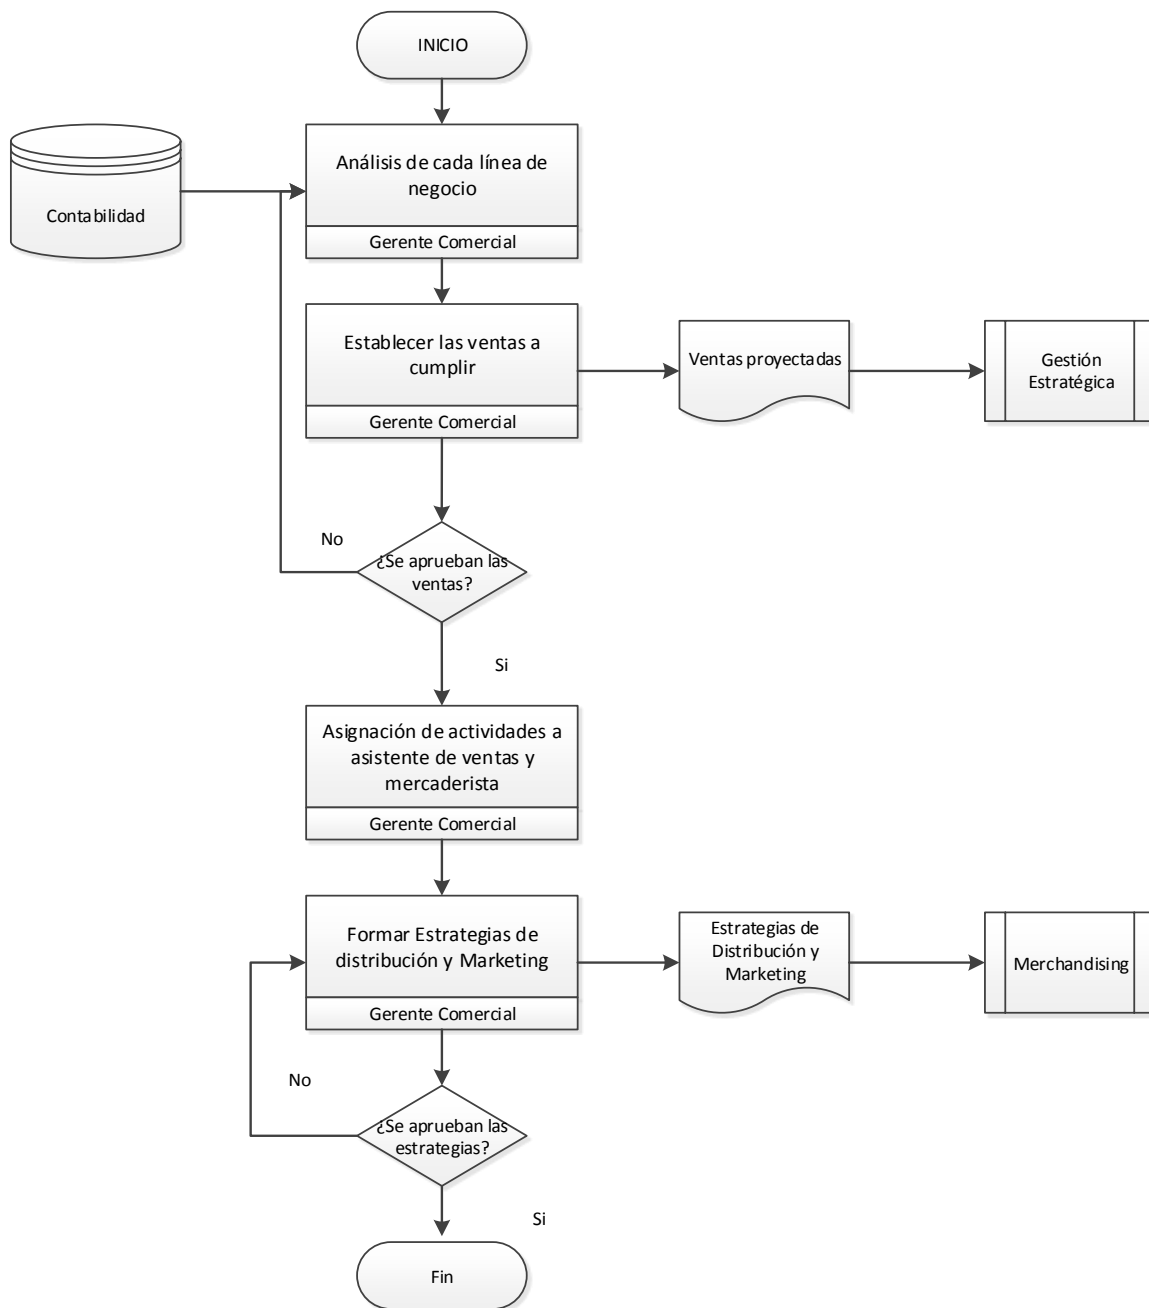 INICIO
Contabilidad
Análisis de cada línea de
negocio
Gerente Comercial
Establecer las ventas a
cumplir
Gerente Comercial
Ventas proyectadas
Gestión
Estratégica
No
¿Se aprueban las
ventas?
Si
Asignación de actividades a
asistente de ventas y
mercaderista
Gerente Comercial
Formar Estrategias de
distribución y Marketing
Gerente Comercial
Estrategias de
Distribución y
Marketing
Merchandising
No
¿Se aprueban las
estrategias?
Si
Fin